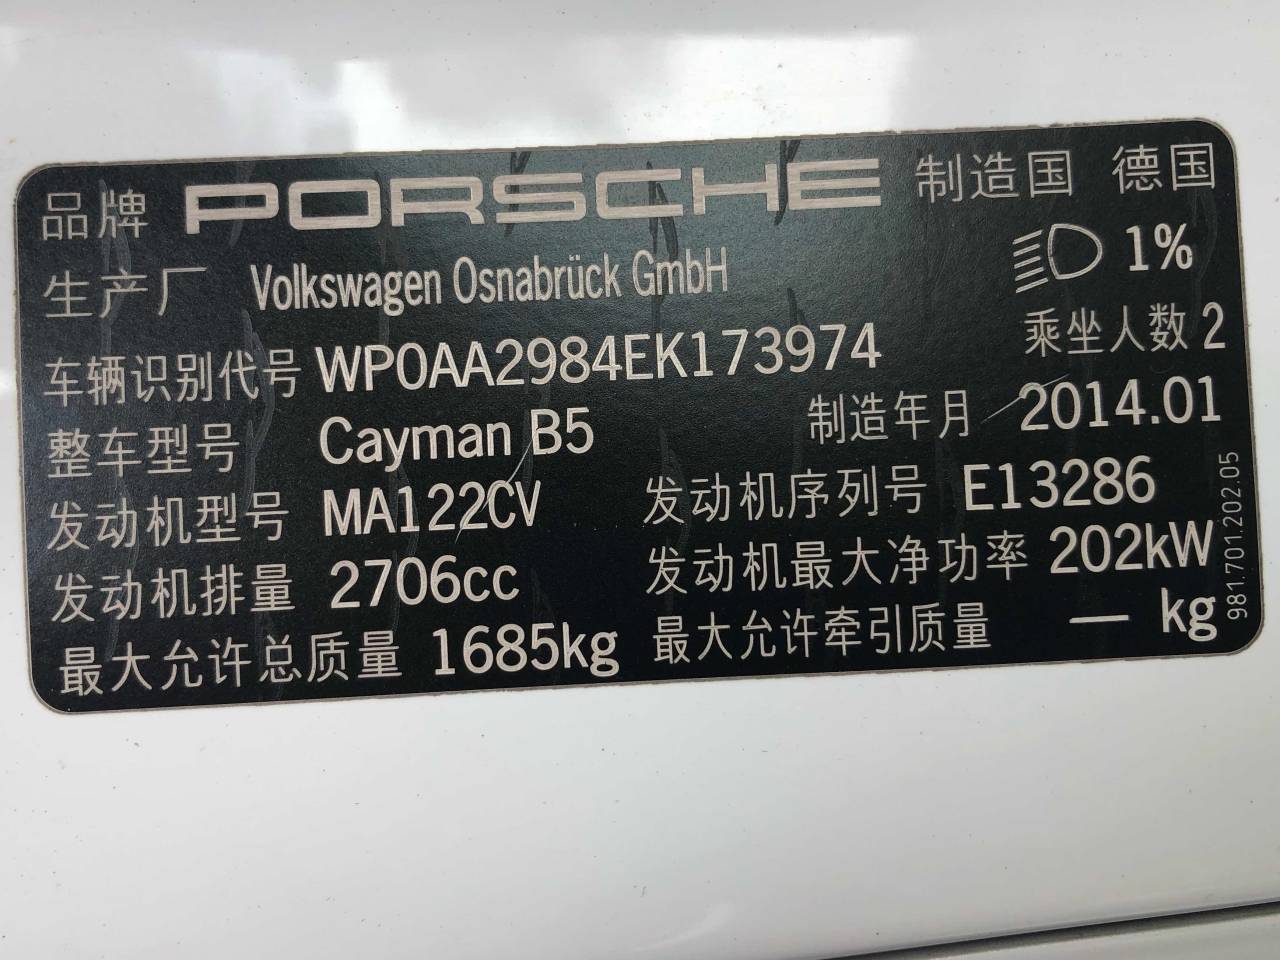 品牌 PORSCHE 制造国 德国
生产厂 Volkswagen Osnabrück GmbH 1%
车辆识别代号 WP0AA2984EK173974 乘坐人数 2
整车型号 Cayman B5 制造年月 2014.01
发动机型号 MA122CV 发动机序列号 E13286
发动机排量 2706cc 发动机最大净功率 202kW
最大允许总质量 1685kg 最大允许牵引质量 — kg
981.701.202.05